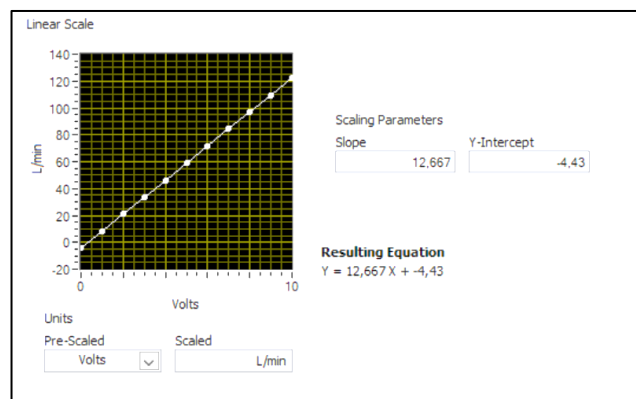 Linear Scale
140
120
100
80
60
40
20
0
-20
L/min
0
10
Volts
Scaling Parameters
Slope
Y-Intercept
12,667
-4,43
Resulting Equation
Y = 12,667 X + -4,43
Units
Pre-Scaled
Scaled
Volts
L/min